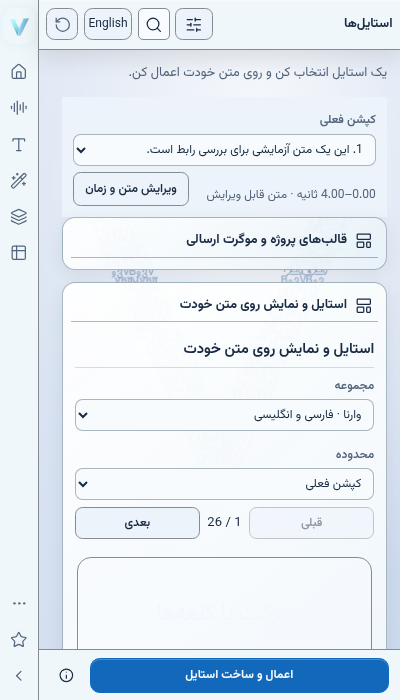 استایل‌ها
English
یک استایل انتخاب کن و روی متن خودت اعمال کن.
کپشن فعلی
1. این یک متن آزمایشی برای بررسی رابط است.
0.00–4.00 ثانیه · متن قابل ویرایش
ویرایش متن و زمان
قالب‌های پروژه و موگرت ارسالی
استایل و نمایش روی متن خودت
استایل و نمایش روی متن خودت
مجموعه
وارنا · فارسی و انگلیسی
محدوده
کپشن فعلی
قبلی
1 / 26
بعدی
اعمال و ساخت استایل